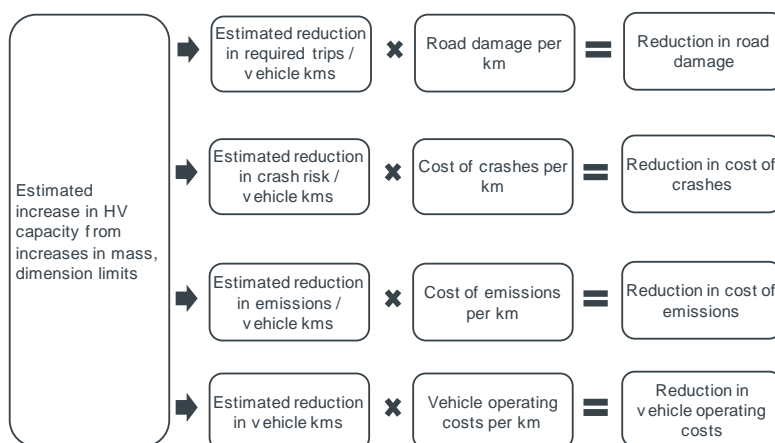 Estimated
increase in HV
capacity from
increases in mass,
dimension limits
Estimated reduction
in required trips /
vehicle kms
Road damage per
km
Reduction in road
damage
Estimated reduction
in crash risk /
vehicle kms
Cost of crashes per
km
Reduction in cost of
crashes
Estimated reduction
in emissions /
vehicle kms
Cost of emissions
per km
Reduction in cost of
emissions
Estimated reduction
in vehicle kms
Vehicle operating
costs per km
Reduction in
vehicle operating
costs